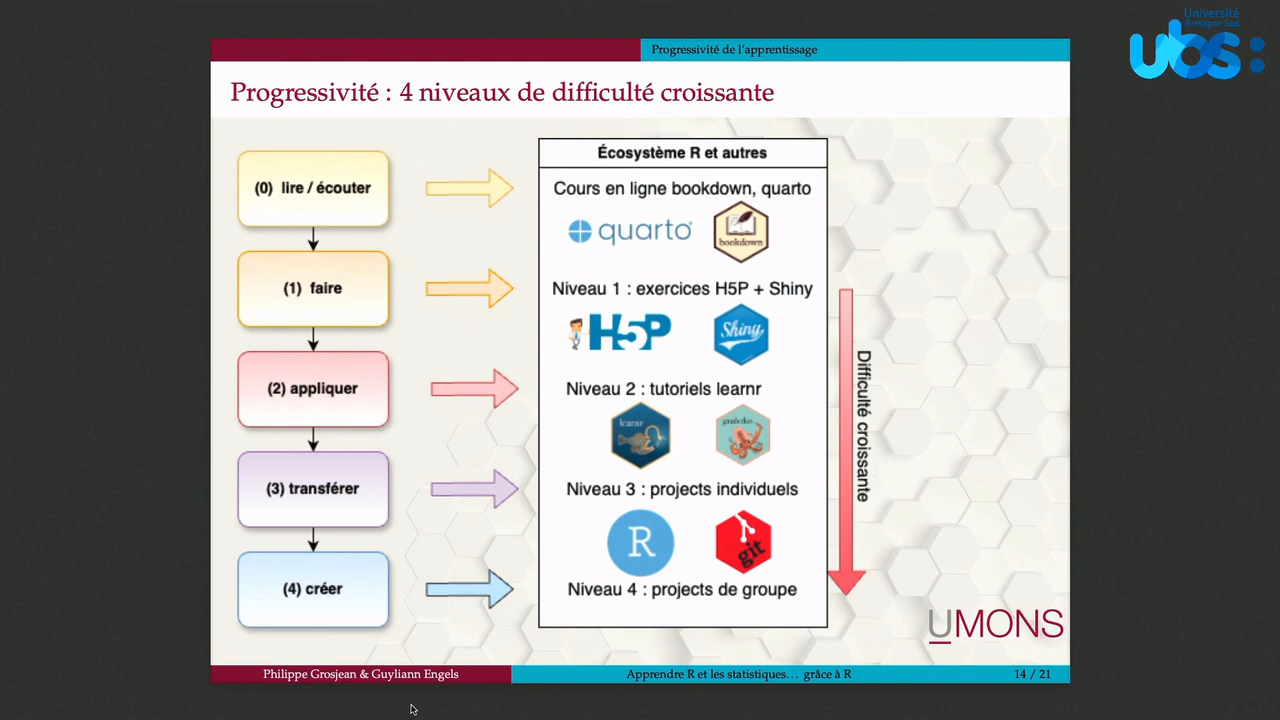 Université
Bretagne Sud
ubs:
Progressivité de l'apprentissage
Progressivité : 4 niveaux de difficulté croissante
Écosystème R et autres
(0) lire / écouter
Cours en ligne bookdown, quarto
quarto
bookdown
(1) faire
Niveau 1 : exercices H5P + Shiny
H5P
Shiny
(2) appliquer
Niveau 2 : tutoriels learnr
learnr
gradethis
(3) transférer
Niveau 3 : projects individuels
R
git
(4) créer
Niveau 4 : projects de groupe
Difficulté croissante
UMONS
Philippe Grosjean & Guyliann Engels
Apprendre R et les statistiques... grâce à R
14 / 21